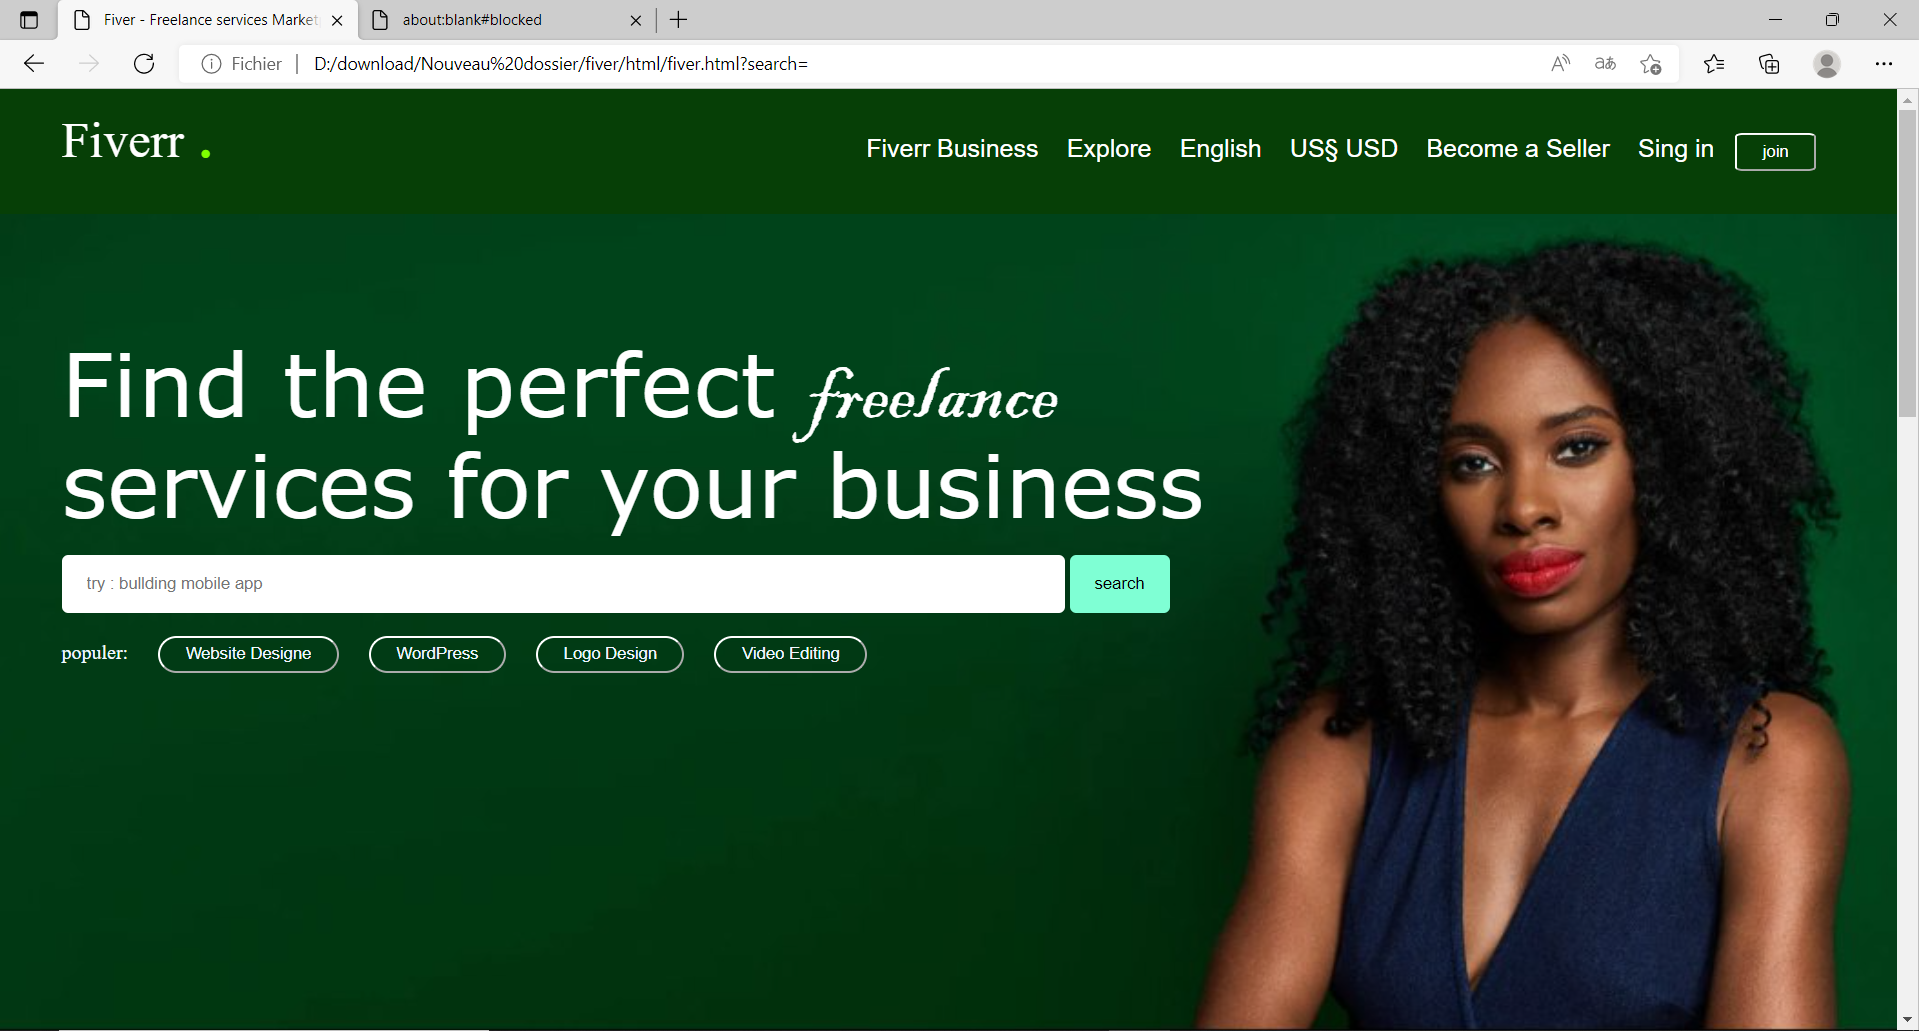 Fiver - Freelance services Market
about:blank#blocked
Fichier
D:/download/Nouveau%20dossier/fiver/html/fiver.html?search=
Fiverr .
Fiverr Business
Explore
English
US§ USD
Become a Seller
Sing in
join
Find the perfect freelance
services for your business
try : bullding mobile app
search
populer:
Website Designe
WordPress
Logo Design
Video Editing